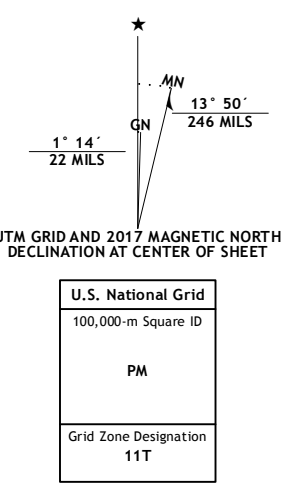 MN
GN
13° 50´
246 MILS
1° 14´
22 MILS
UTM GRID AND 2017 MAGNETIC NORTH
DECLINATION AT CENTER OF SHEET
U.S. National Grid
100,000-m Square ID
PM
Grid Zone Designation
11T